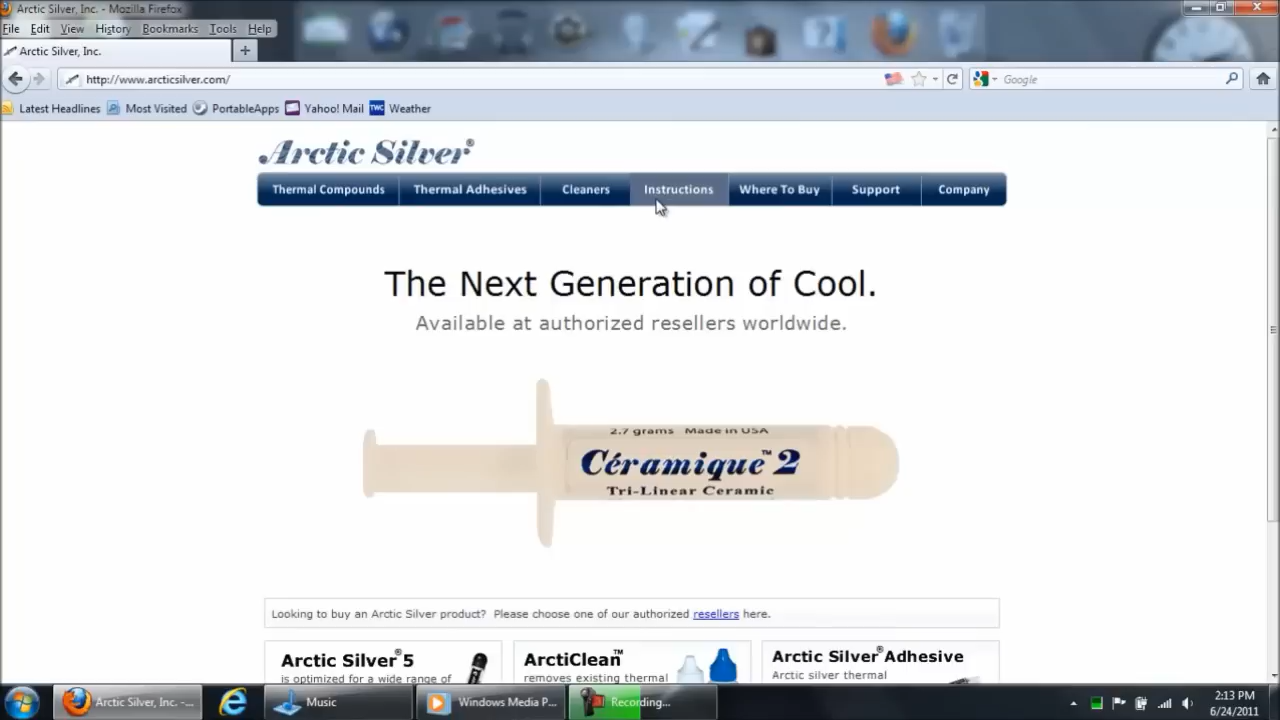 Arctic Silver, Inc. - Mozilla Firefox
File Edit View History Bookmarks Tools Help
Arctic Silver, Inc. +
http://www.arcticsilver.com/ Google
Latest Headlines Most Visited PortableApps Yahoo! Mail TWC Weather
Arctic Silver®
Thermal Compounds Thermal Adhesives Cleaners Instructions Where To Buy Support Company
The Next Generation of Cool.
Available at authorized resellers worldwide.
2.7 grams Made in USA
Céramique™ 2
Tri-Linear Ceramic
Looking to buy an Arctic Silver product? Please choose one of our authorized resellers here.
Arctic Silver®5 ArctiClean™ Arctic Silver®Adhesive
is optimized for a wide range of removes existing thermal Arctic silver thermal
Arctic Silver, Inc. -... Music Windows Media P... Recording... 2:13 PM
6/24/2011